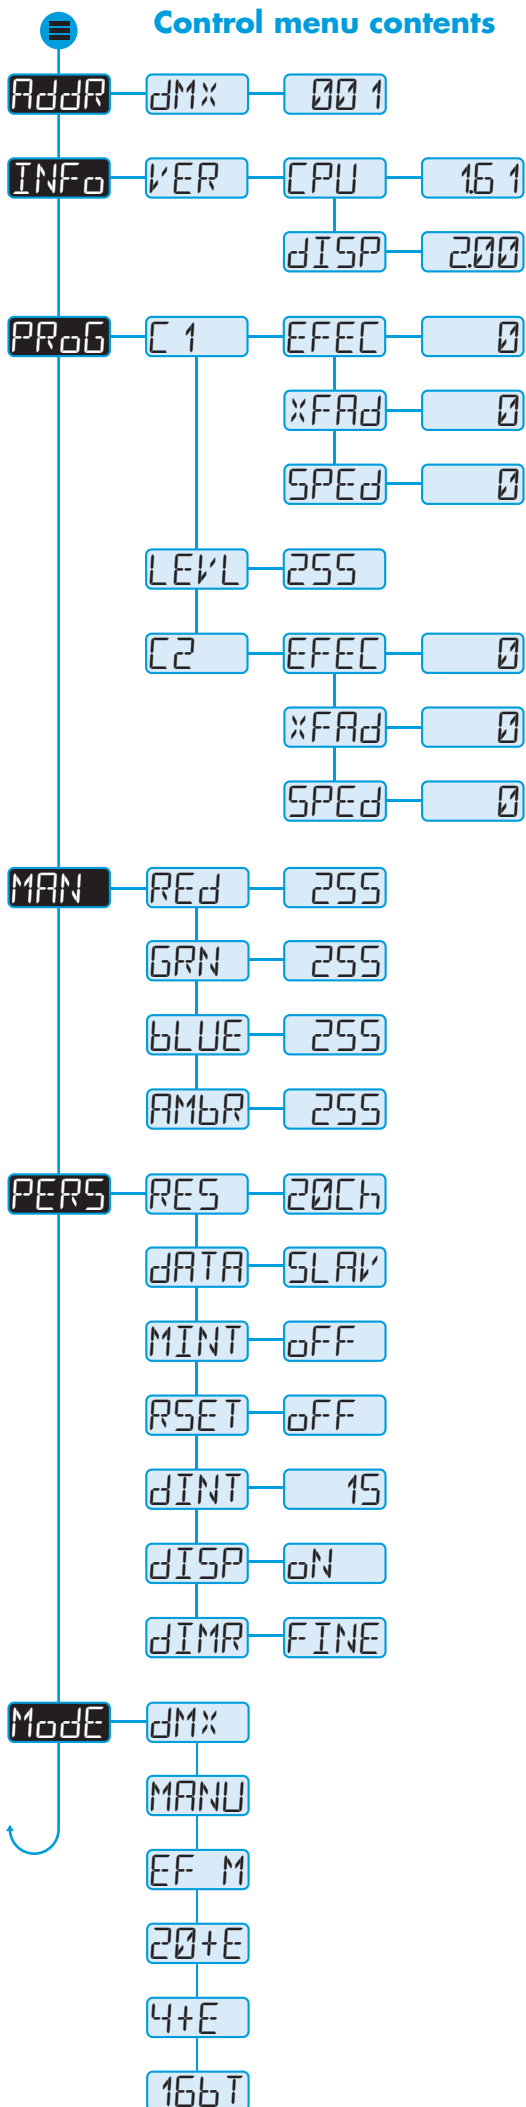 Control menu contents
AddR dMX 001
INFo VER CPU 1.61
dISP 2.00
PRoG C1 EFEC 0
XFAd 0
SPEd 0
LEVL 255
C2 EFEC 0
XFAd 0
SPEd 0
MAN REd 255
GRN 255
bLUE 255
AMbR 255
PERS RES 20Ch
dATA SLAV
MINT oFF
RSET oFF
dINT 15
dISP oN
dIMR FINE
ModE dMX
MANU
EF M
20+E
4+E
16bT